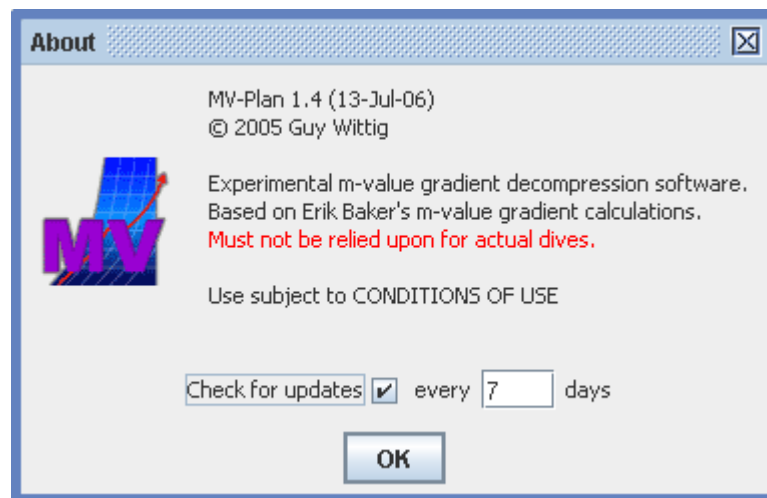 About
MV-Plan 1.4 (13-Jul-06)
© 2005 Guy Wittig
Experimental m-value gradient decompression software.
Based on Erik Baker's m-value gradient calculations.
Must not be relied upon for actual dives.
MV
Use subject to CONDITIONS OF USE
Check for updates every 7 days
OK